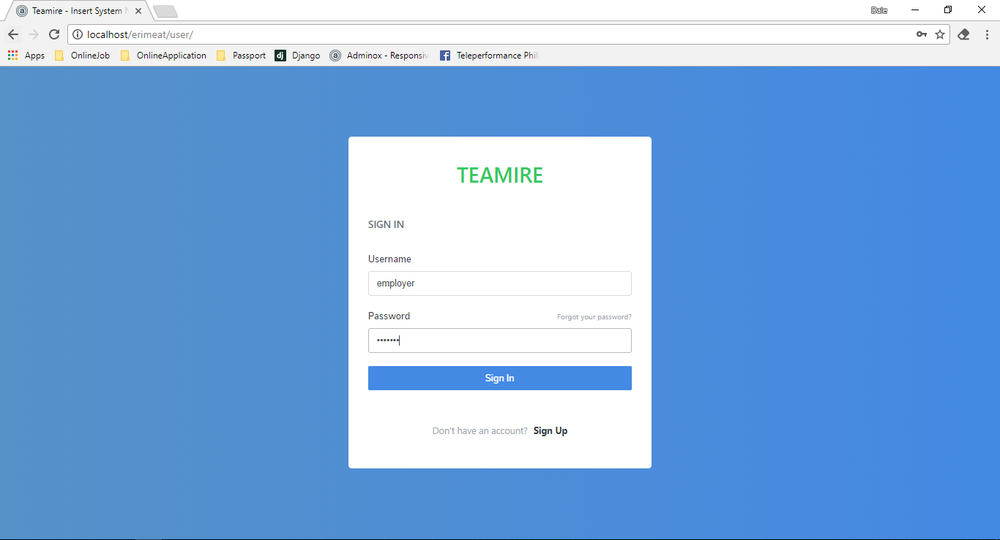 Teamire - Insert System
Dale
localhost/erimeat/user/
Apps OnlineJob OnlineApplication Passport Django Adminox - Responsiv Teleperformance Phil
TEAMIRE
SIGN IN
Username
employer
Password Forgot your password?
•••••••
Sign In
Don't have an account? Sign Up